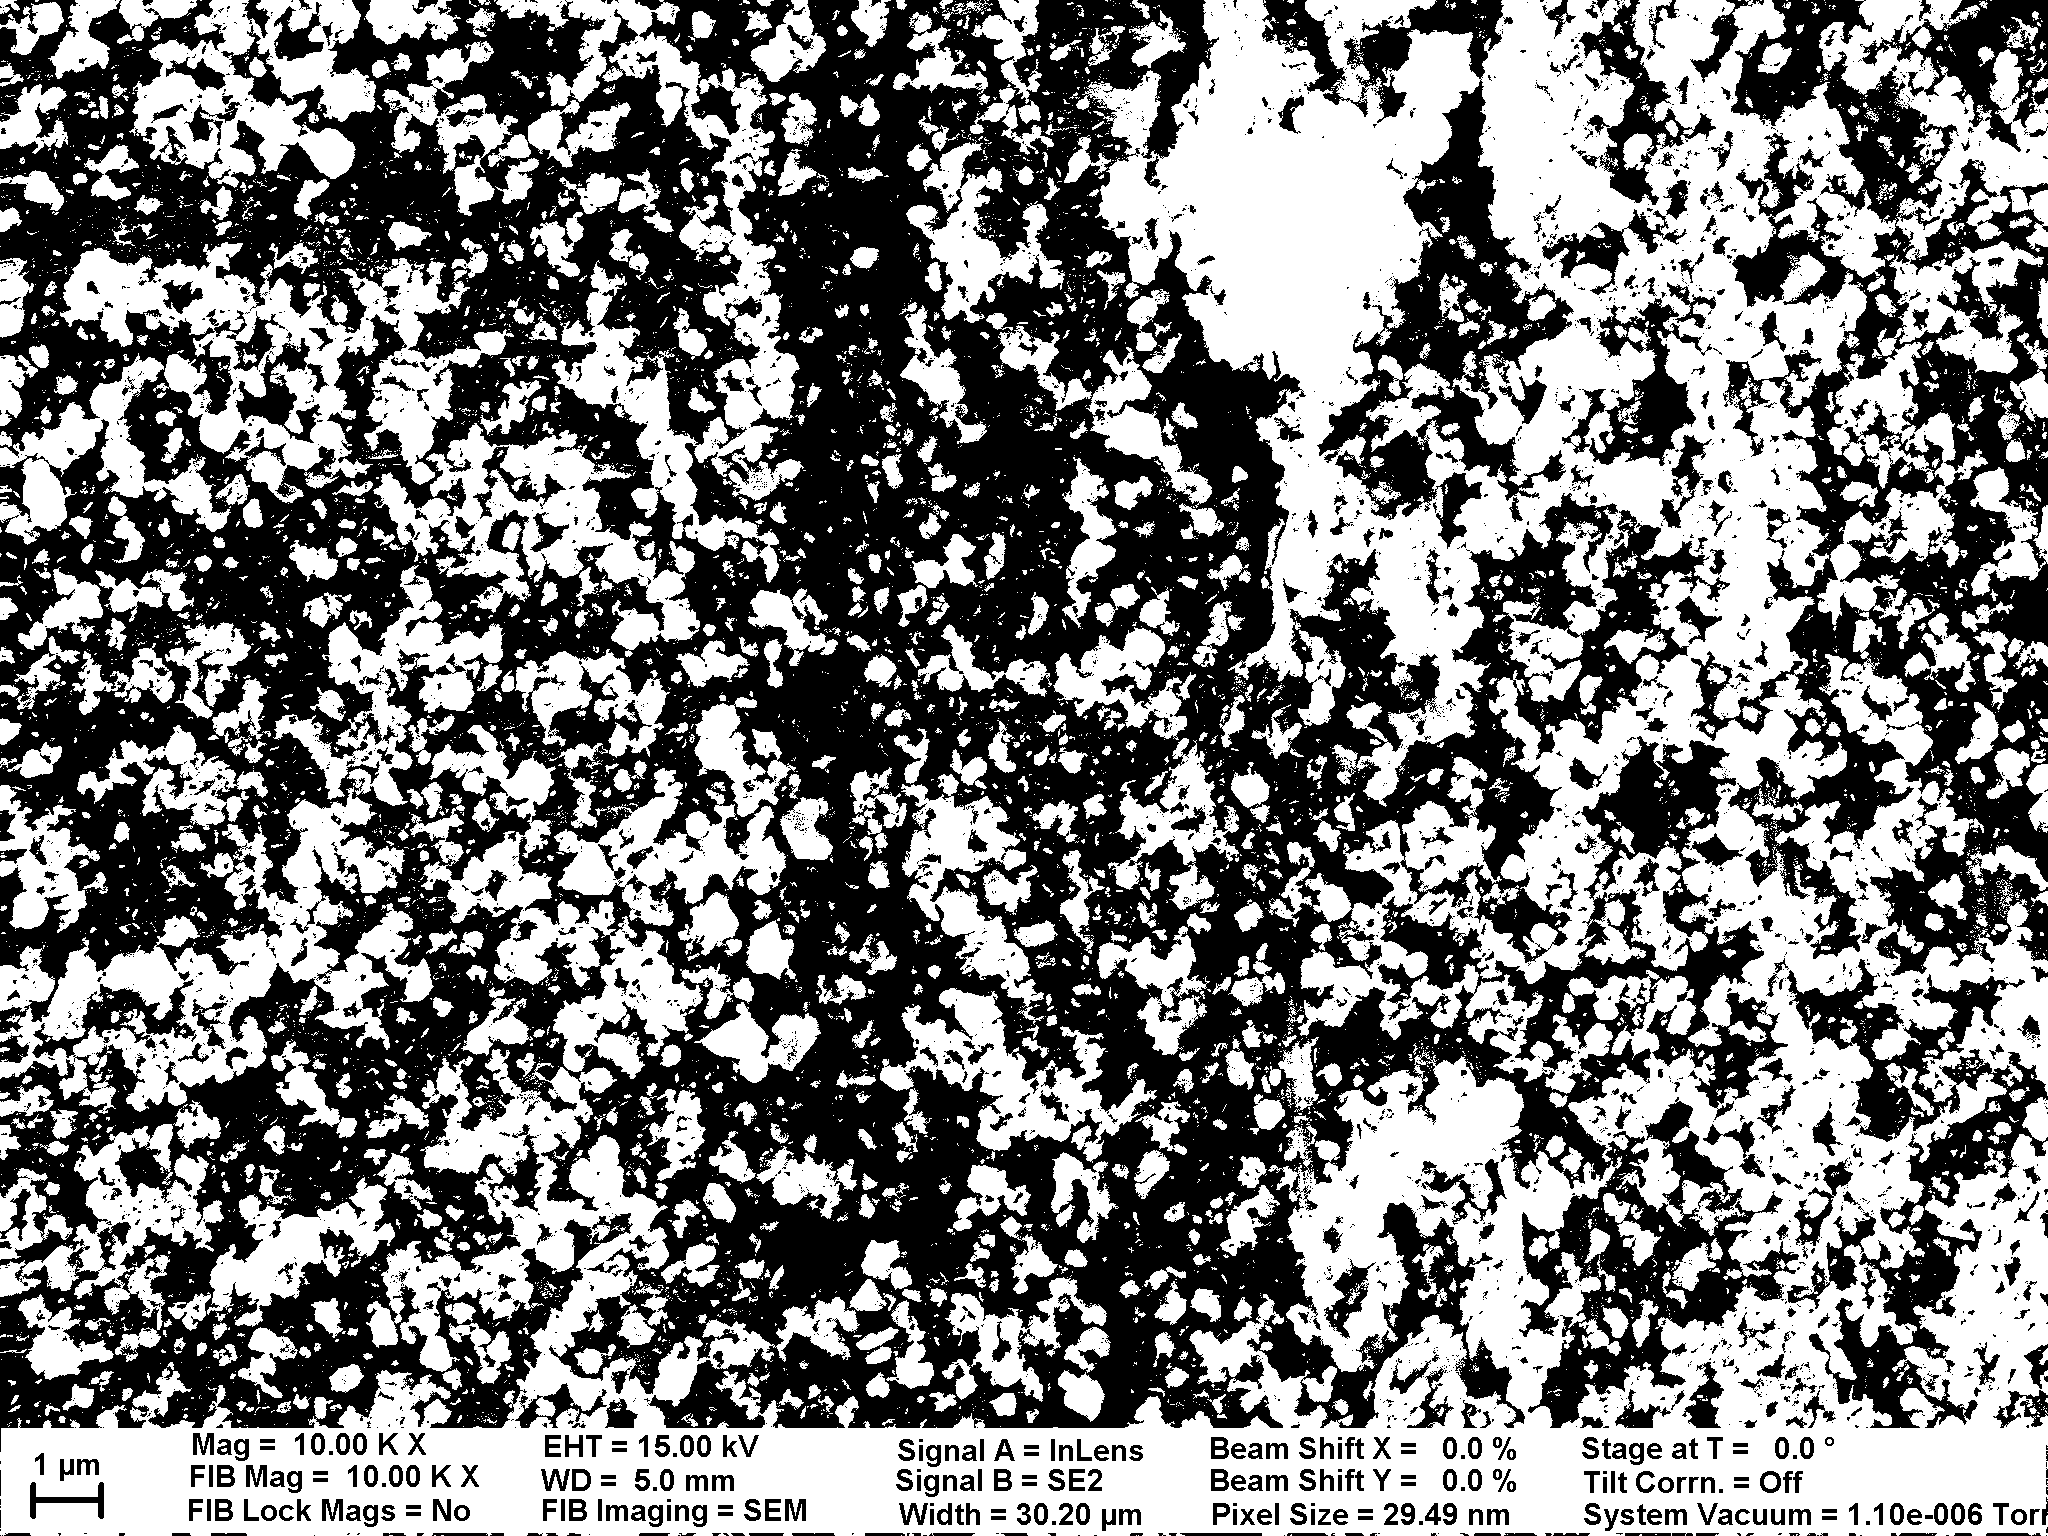 1 µm
Mag = 10.00 K X
FIB Mag = 10.00 K X
FIB Lock Mags = No
EHT = 15.00 kV
WD = 5.0 mm
FIB Imaging = SEM
Signal A = InLens
Signal B = SE2
Width = 30.20 µm
Beam Shift X = 0.0 %
Beam Shift Y = 0.0 %
Pixel Size = 29.49 nm
Stage at T = 0.0 °
Tilt Corrn. = Off
System Vacuum = 1.10e-006 Torr